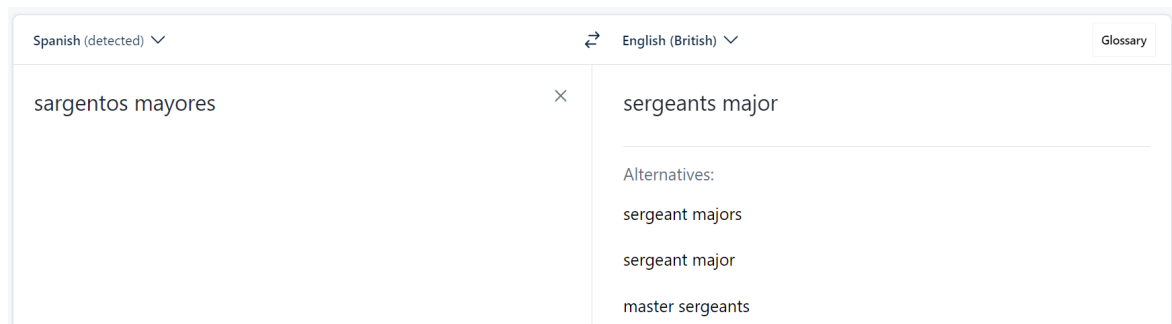 Spanish (detected)
English (British)
Glossary
sargentos mayores
sergeants major
Alternatives:
sergeant majors
sergeant major
master sergeants